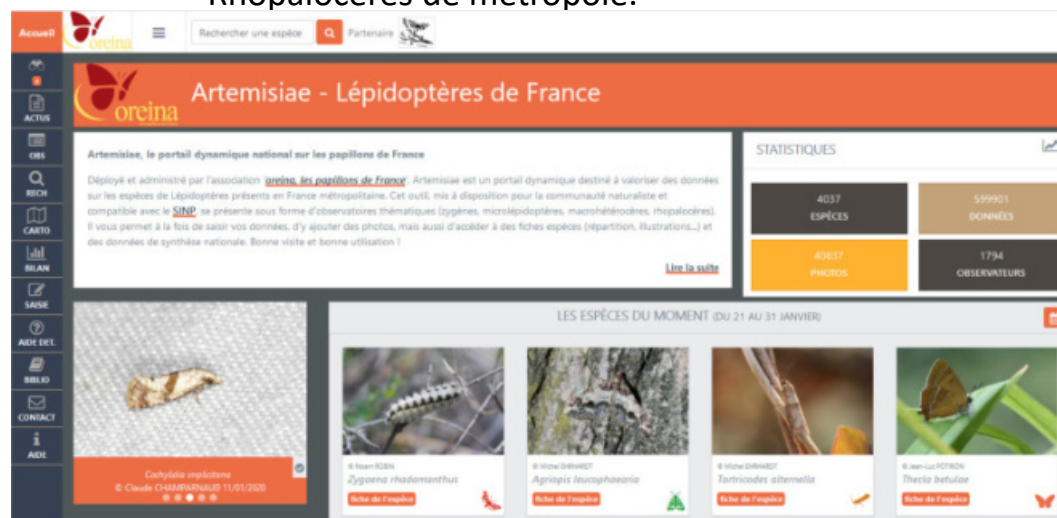 Rhopalocères de métropole.
Accueil
oreina
Rechercher une espèce
Partenaire
ACTUS
OBS
RECH
CARTO
BILAN
SAISIE
AIDE DET.
BIBLIO
CONTACT
AIDE
oreina
Artemisiae - Lépidoptères de France
Artemisiae, le portail dynamique national sur les papillons de France
Déployé et administré par l'association 'oreina, les papillons de France'. Artemisiae est un portail dynamique destiné à valoriser des données
sur les espèces de Lépidoptères présents en France métropolitaine. Cet outil, mis à disposition pour la communauté naturaliste et
compatible avec le SINP, se présente sous forme d'observatoires thématiques (zygènes, microlépidoptères, macrohétérocères, rhopalocères).
Il vous permet à la fois de saisir vos données, d'y ajouter des photos, mais aussi d'accéder à des fiches espèces (répartition, illustrations...) et
des données de synthèse nationale. Bonne visite et bonne utilisation !
Lire la suite
STATISTIQUES
4037
ESPÈCES
599901
DONNÉES
40837
PHOTOS
1794
OBSERVATEURS
Cochylidia implicitana
© Claude CHAMPARNAUD 11/01/2020
LES ESPÈCES DU MOMENT (DU 21 AU 31 JANVIER)
© Noam ROBIN
Zygaena rhadamanthus
fiche de l'espèce
© Michel EHRHARDT
Agriopis leucophaearia
fiche de l'espèce
© Michel EHRHARDT
Tortricodes alternella
fiche de l'espèce
© Jean-Luc POTIRON
Thecla betulae
fiche de l'espèce